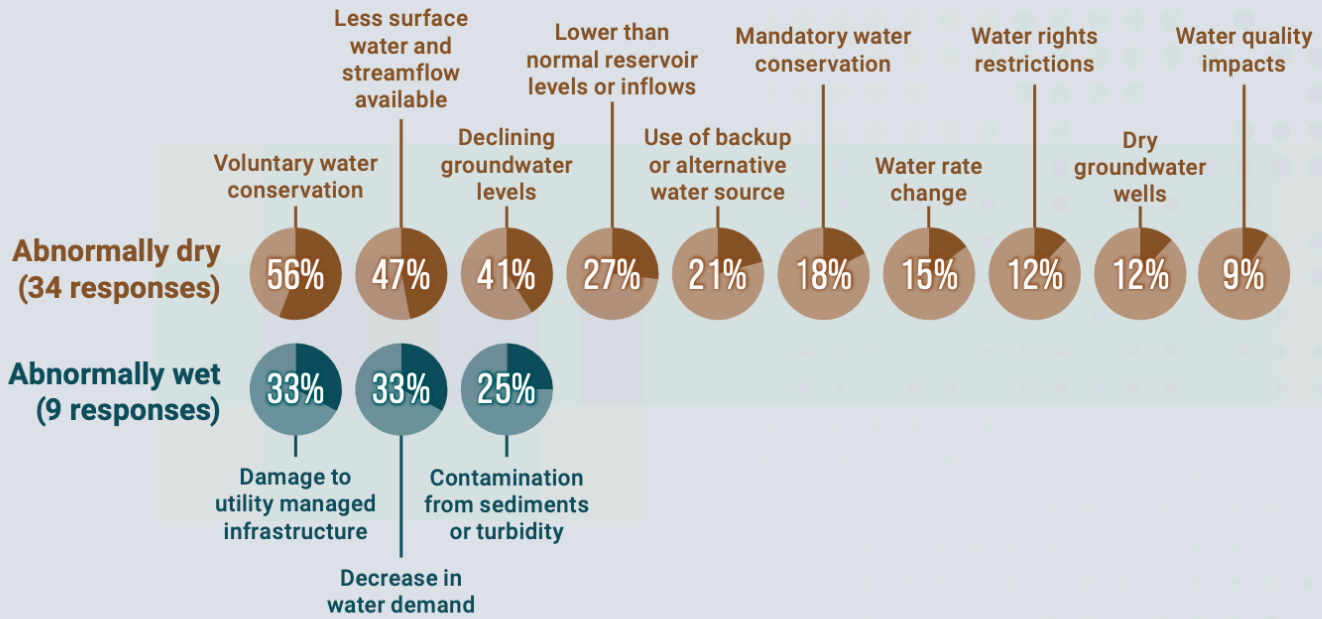 Less surface
water and
streamflow
available
Lower than
normal reservoir
levels or inflows
Mandatory water
conservation
Water rights
restrictions
Water quality
impacts
Voluntary water
conservation
Declining
groundwater
levels
Use of backup
or alternative
water source
Water rate
change
Dry
groundwater
wells
Abnormally dry
(34 responses)
56%
47%
41%
27%
21%
18%
15%
12%
12%
9%
Abnormally wet
(9 responses)
33%
33%
25%
Damage to
utility managed
infrastructure
Contamination
from sediments
or turbidity
Decrease in
water demand